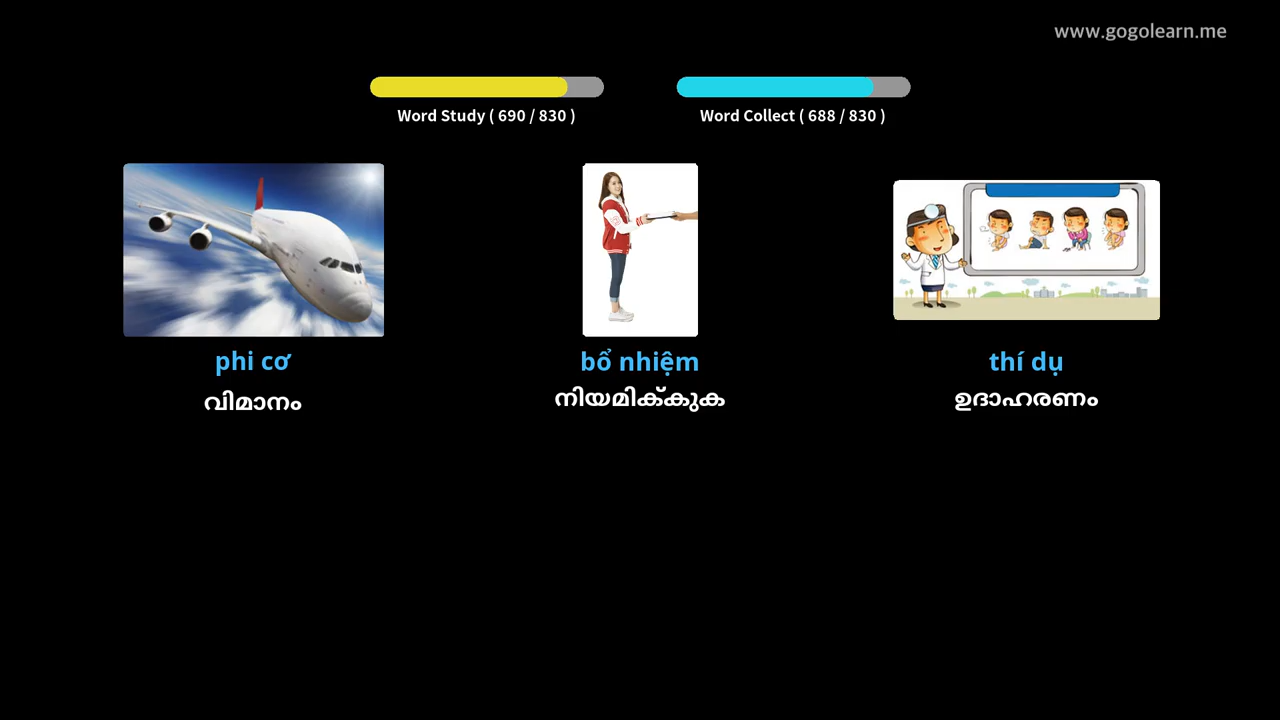 www.gogolearn.me
Word Study ( 690 / 830 )
Word Collect ( 688 / 830 )
phi cơ
വിമാനം
bổ nhiệm
നിയമിക്കുക
thí dụ
ഉദാഹരണം